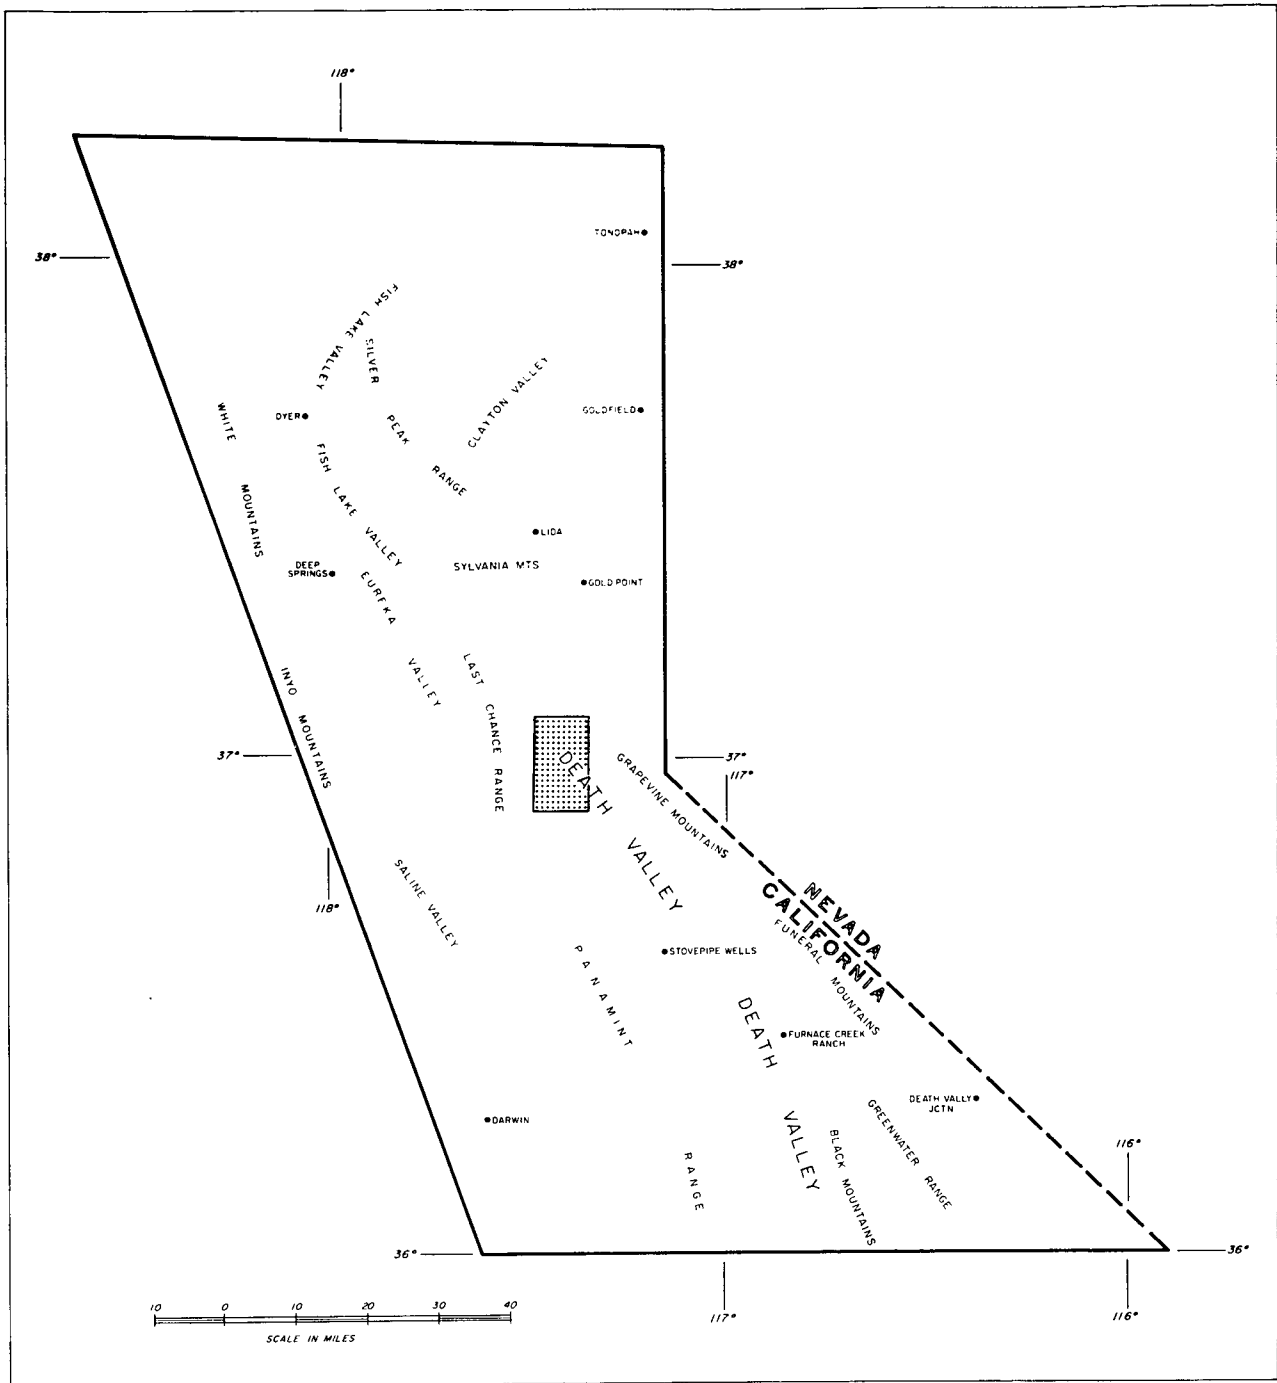 118°
TONOPAH
38°
38°
FISH LAKE VALLEY
SILVER PEAK RANGE
CLAYTON VALLEY
WHITE MOUNTAINS
DYER
GOLDFIELD
FISH LAKE VALLEY
LIDA
DEEP
SPRINGS
SYLVANIA MTS
GOLD POINT
EUREKA VALLEY
LAST CHANCE RANGE
INYO MOUNTAINS
37°
37°
117°
DEATH VALLEY
GRAPEVINE MOUNTAINS
SALINE VALLEY
118°
NEVADA
CALIFORNIA
FUNERAL MOUNTAINS
STOVEPIPE WELLS
PANAMINT RANGE
DEATH VALLEY
FURNACE CREEK
RANCH
DEATH VALLY
JCTN
DARWIN
BLACK MOUNTAINS
GREENWATER RANGE
116°
36°
36°
10 0 10 20 30 40
SCALE IN MILES
117°
116°